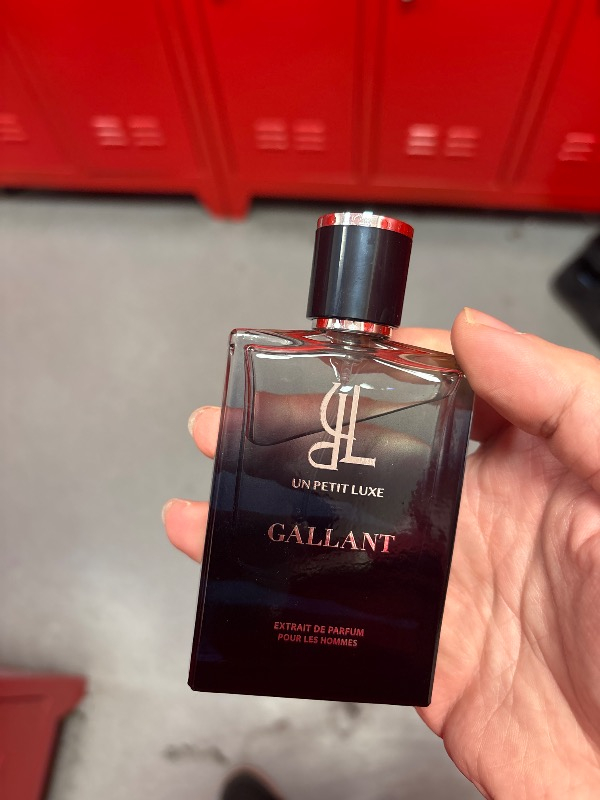 UN PETIT LUXE
GALLANT
EXTRAIT DE PARFUM
POUR LES HOMMES